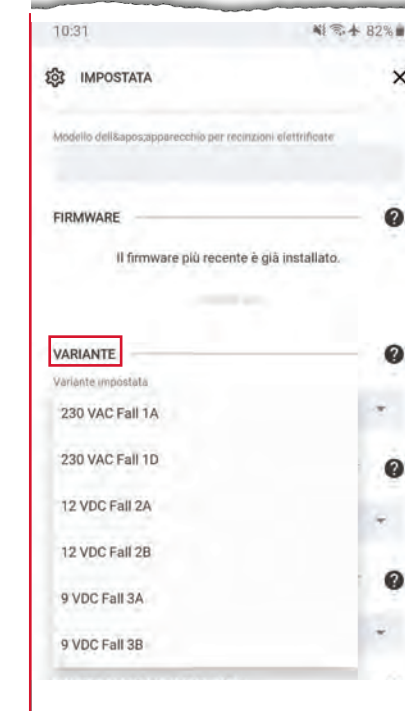 10:31 82%
IMPOSTATA
Modello dell&apos;apparecchio per recinzioni elettrificate
FIRMWARE
Il firmware più recente è già installato.
VARIANTE
Variante impostata
230 VAC Fall 1A
230 VAC Fall 1D
12 VDC Fall 2A
12 VDC Fall 2B
9 VDC Fall 3A
9 VDC Fall 3B